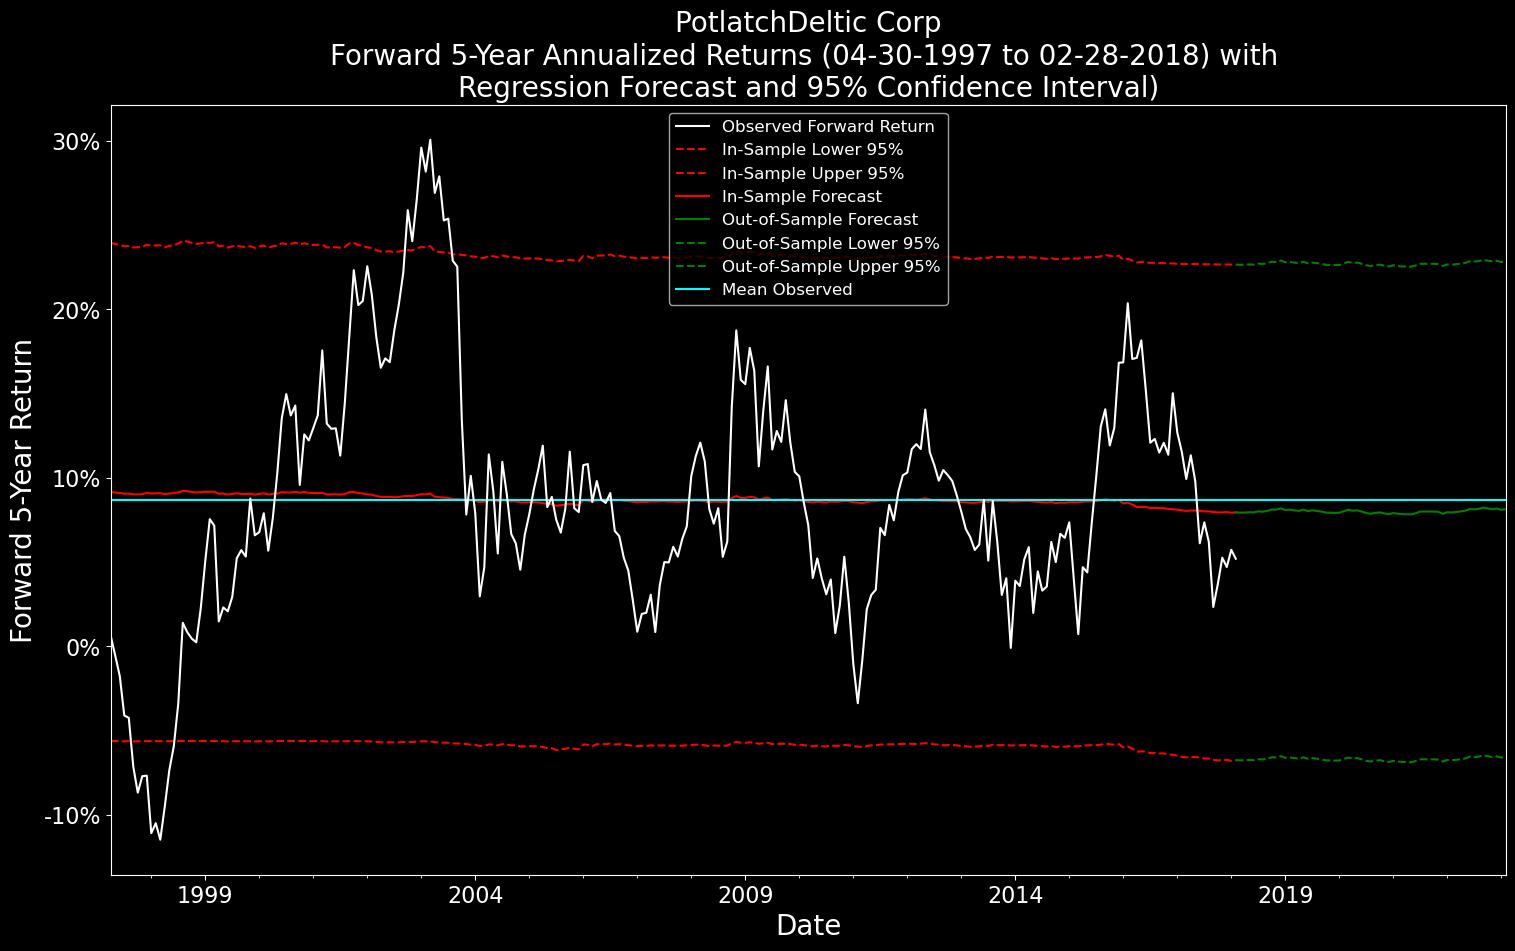 PotlatchDeltic Corp
Forward 5-Year Annualized Returns (04-30-1997 to 02-28-2018) with
Regression Forecast and 95% Confidence Interval)
Observed Forward Return
In-Sample Lower 95%
In-Sample Upper 95%
In-Sample Forecast
Out-of-Sample Forecast
Out-of-Sample Lower 95%
Out-of-Sample Upper 95%
Mean Observed
Forward 5-Year Return
30%
20%
10%
0%
-10%
1999
2004
2009
2014
2019
Date